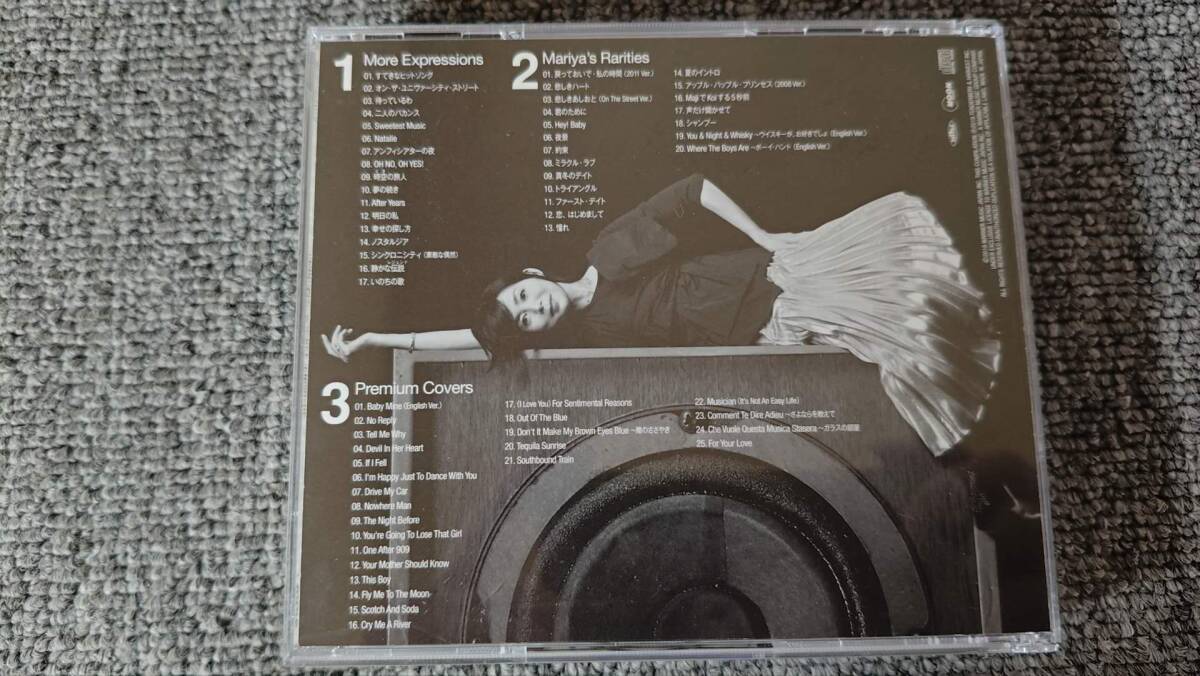 1 More Expressions
01. すてきなヒットソング
02. オン・ザ・ユニヴァーシティ・ストリート
03. 待っているわ
04. 二人のバカンス
05. Sweetest Music
06. Natalie
07. アンフィシアターの夜
08. OH NO, OH YES!
09. 時空の旅人
10. 夢の続き
11. After Years
12. 明日の私
13. 幸せの探し方
14. ノスタルジア
15. シンクロニシティ（素敵な偶然）
16. 静かな伝説
レジェンド
17. いのちの歌
2 Mariya's Rarities
01. 戻っておいで・私の時間（2011 Ver.）
02. 悲しきハート
03. 悲しきあしおと（On The Street Ver.）
04. 君のために
05. Hey! Baby
06. 夜景
07. 約束
08. ミラクル・ラブ
09. 真冬のデイト
10. トライアングル
11. ファースト・デイト
12. 恋、はじめまして
13. 憧れ
14. 夏のイントロ
15. アップル・パップル・プリンセス（2008 Ver.）
16. MajiでKoiする5秒前
17. 声だけ聞かせて
18. シャンプー
19. You & Night & Whisky ～ウイスキーが、お好きでしょ（English Ver.）
20. Where The Boys Are ～ボーイ・ハント（English Ver.）
3 Premium Covers
01. Baby Mine (English Ver.)
02. No Reply
03. Tell Me Why
04. Devil In Her Heart
05. If I Fell
06. I'm Happy Just To Dance With You
07. Drive My Car
08. Nowhere Man
09. The Night Before
10. You're Going To Lose That Girl
11. One After 909
12. Your Mother Should Know
13. This Boy
14. Fly Me To The Moon
15. Scotch And Soda
16. Cry Me A River
17. (I Love You) For Sentimental Reasons
18. Out Of The Blue
19. Don't It Make My Brown Eyes Blue ～瞳のささやき
20. Tequila Sunrise
21. Southbound Train
22. Musician (It's Not An Easy Life)
23. Comment Te Dire Adieu ～さよならを教えて
24. Che Vuole Questa Musica Stasera ～ガラスの部屋
25. For Your Love
MOON